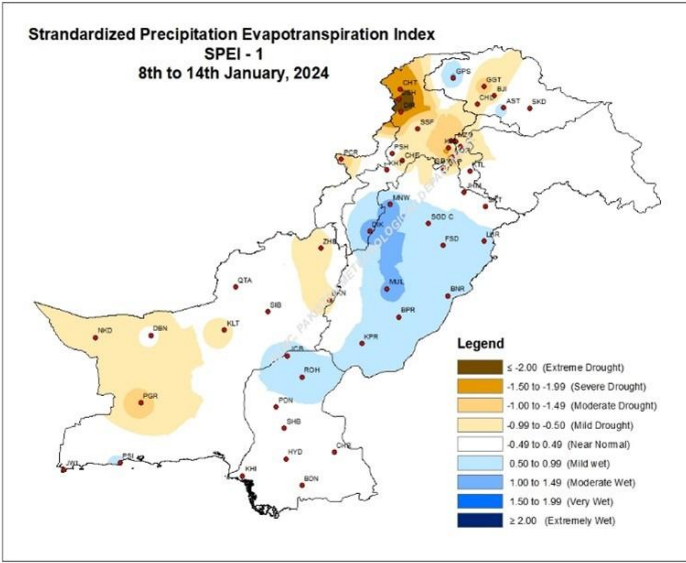 Strandardized Precipitation Evapotranspiration Index
SPEI - 1
8th to 14th January, 2024
CHT
GPS
GGT
BJI
AST
SKD
DIR
SSF
PCR
PSH
CHE
KTL
JHM
MNW
SGD C
DIK
FSD
LHR
ZHB
QTA
MUL
BNR
SIB
BPR
NKD
DBN
KLT
KPR
JCB
ROH
PGR
PDN
SHB
HYD
CHR
JWI
PSI
KHI
BDN
Legend
≤ -2.00 (Extreme Drought)
-1.50 to -1.99 (Severe Drought)
-1.00 to -1.49 (Moderate Drought)
-0.99 to -0.50 (Mild Drought)
-0.49 to 0.49 (Near Normal)
0.50 to 0.99 (Mild wet)
1.00 to 1.49 (Moderate Wet)
1.50 to 1.99 (Very Wet)
≥ 2.00 (Extremely Wet)